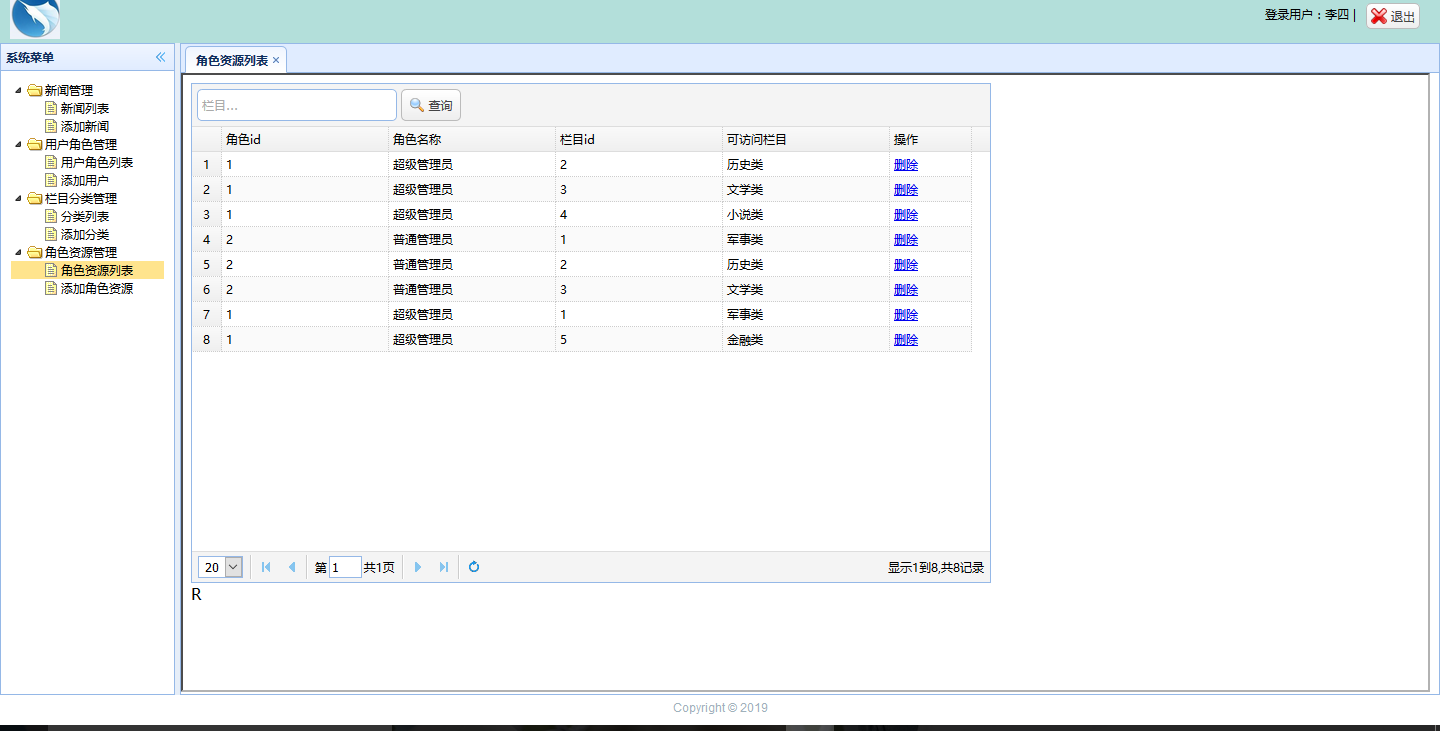 登录用户：李四 |
退出
系统菜单
新闻管理
新闻列表
添加新闻
用户角色管理
用户角色列表
添加用户
栏目分类管理
分类列表
添加分类
角色资源管理
角色资源列表
添加角色资源
角色资源列表
栏目...
查询
角色id 角色名称 栏目id 可访问栏目 操作
1 1 超级管理员 2 历史类 删除
2 1 超级管理员 3 文学类 删除
3 1 超级管理员 4 小说类 删除
4 2 普通管理员 1 军事类 删除
5 2 普通管理员 2 历史类 删除
6 2 普通管理员 3 文学类 删除
7 1 超级管理员 1 军事类 删除
8 1 超级管理员 5 金融类 删除
20 第 1 共1页 显示1到8,共8记录
R
Copyright © 2019